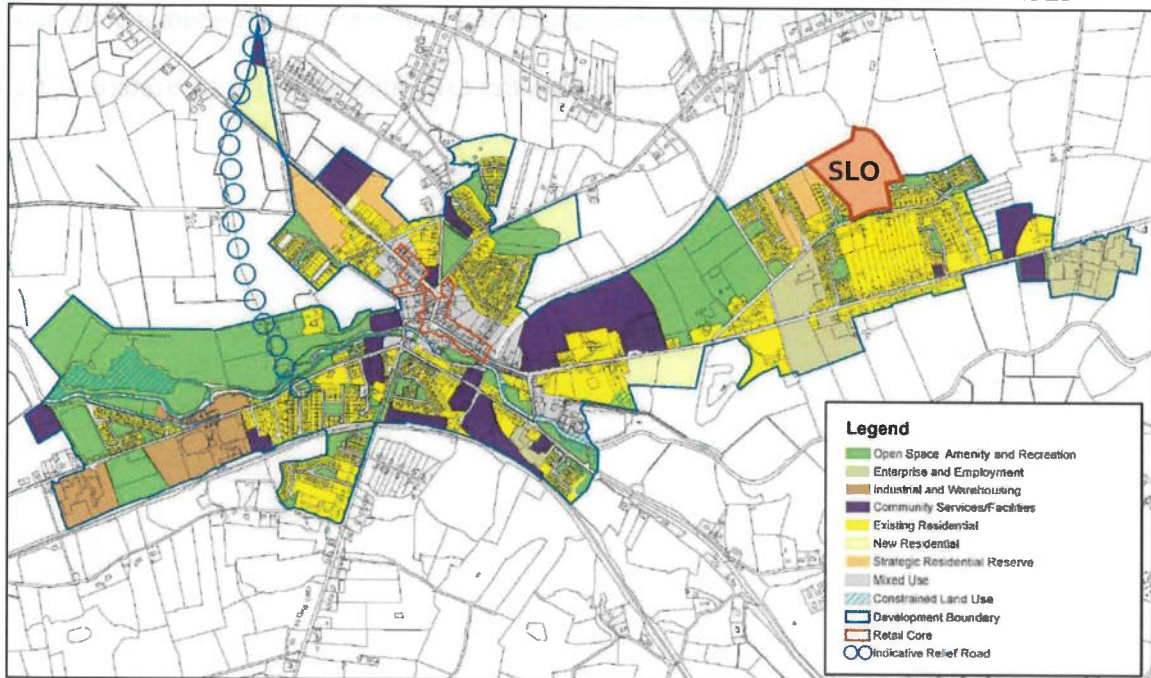 SLO
Legend
Open Space Amenity and Recreation
Enterprise and Employment
Industrial and Warehousing
Community Services/Facilities
Existing Residential
New Residential
Strategic Residential Reserve
Mixed Use
Constrained Land Use
Development Boundary
Retail Core
Indicative Relief Road